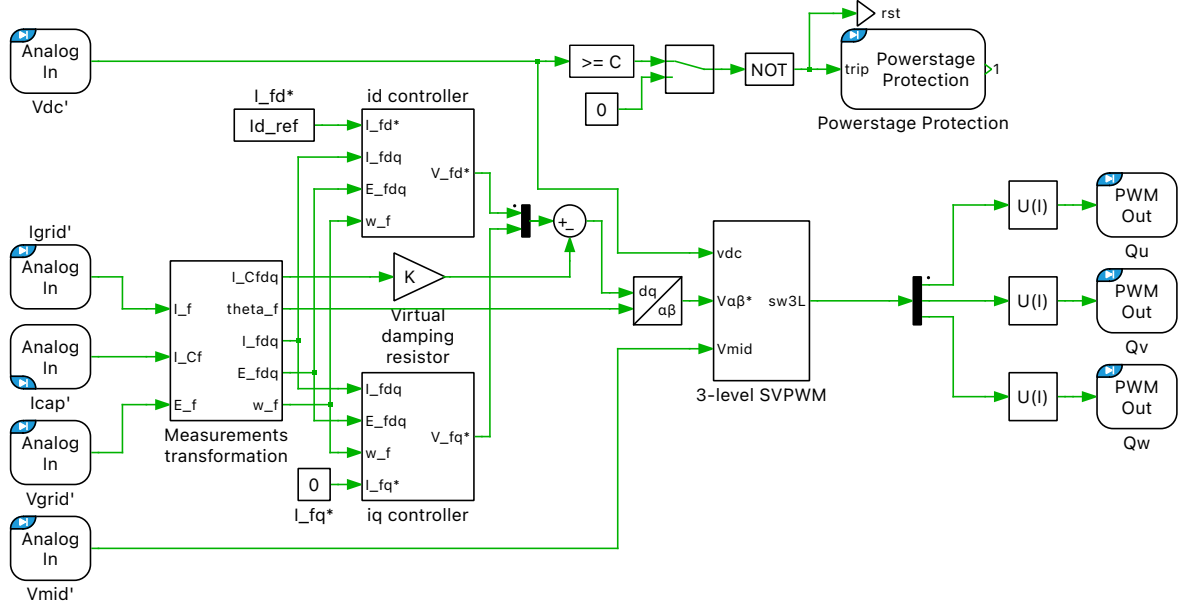 Analog
In
Vdc'
>= C
0
NOT
rst
trip
Powerstage
Protection
1
Powerstage Protection
I_fd*
Id_ref
id controller
I_fd*
I_fdq
E_fdq
w_f
V_fd*
Igrid'
Analog
In
Analog
In
Icap'
Analog
In
Vgrid'
Analog
In
Vmid'
I_f
I_Cf
E_f
I_Cfdq
theta_f
I_fdq
E_fdq
w_f
Measurements
transformation
K
Virtual
damping
resistor
+
−
dq
αβ
I_fdq
E_fdq
w_f
I_fq*
V_fq*
iq controller
0
I_fq*
vdc
Vαβ*
Vmid
sw3L
3-level SVPWM
U(I)
PWM
Out
Qu
U(I)
PWM
Out
Qv
U(I)
PWM
Out
Qw